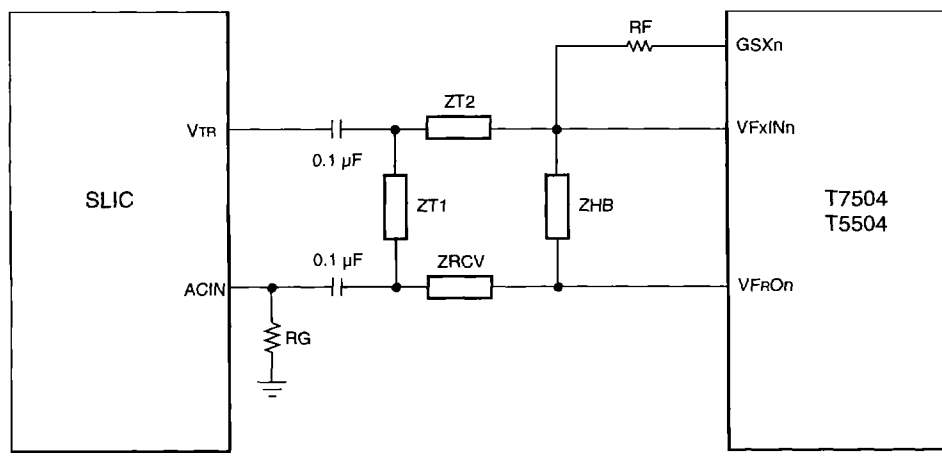 RF
GSXn
ZT2
VTR
0.1 µF
VFXINn
SLIC
ZT1
ZHB
T7504
T5504
0.1 µF
ZRCV
ACIN
VFROn
RG